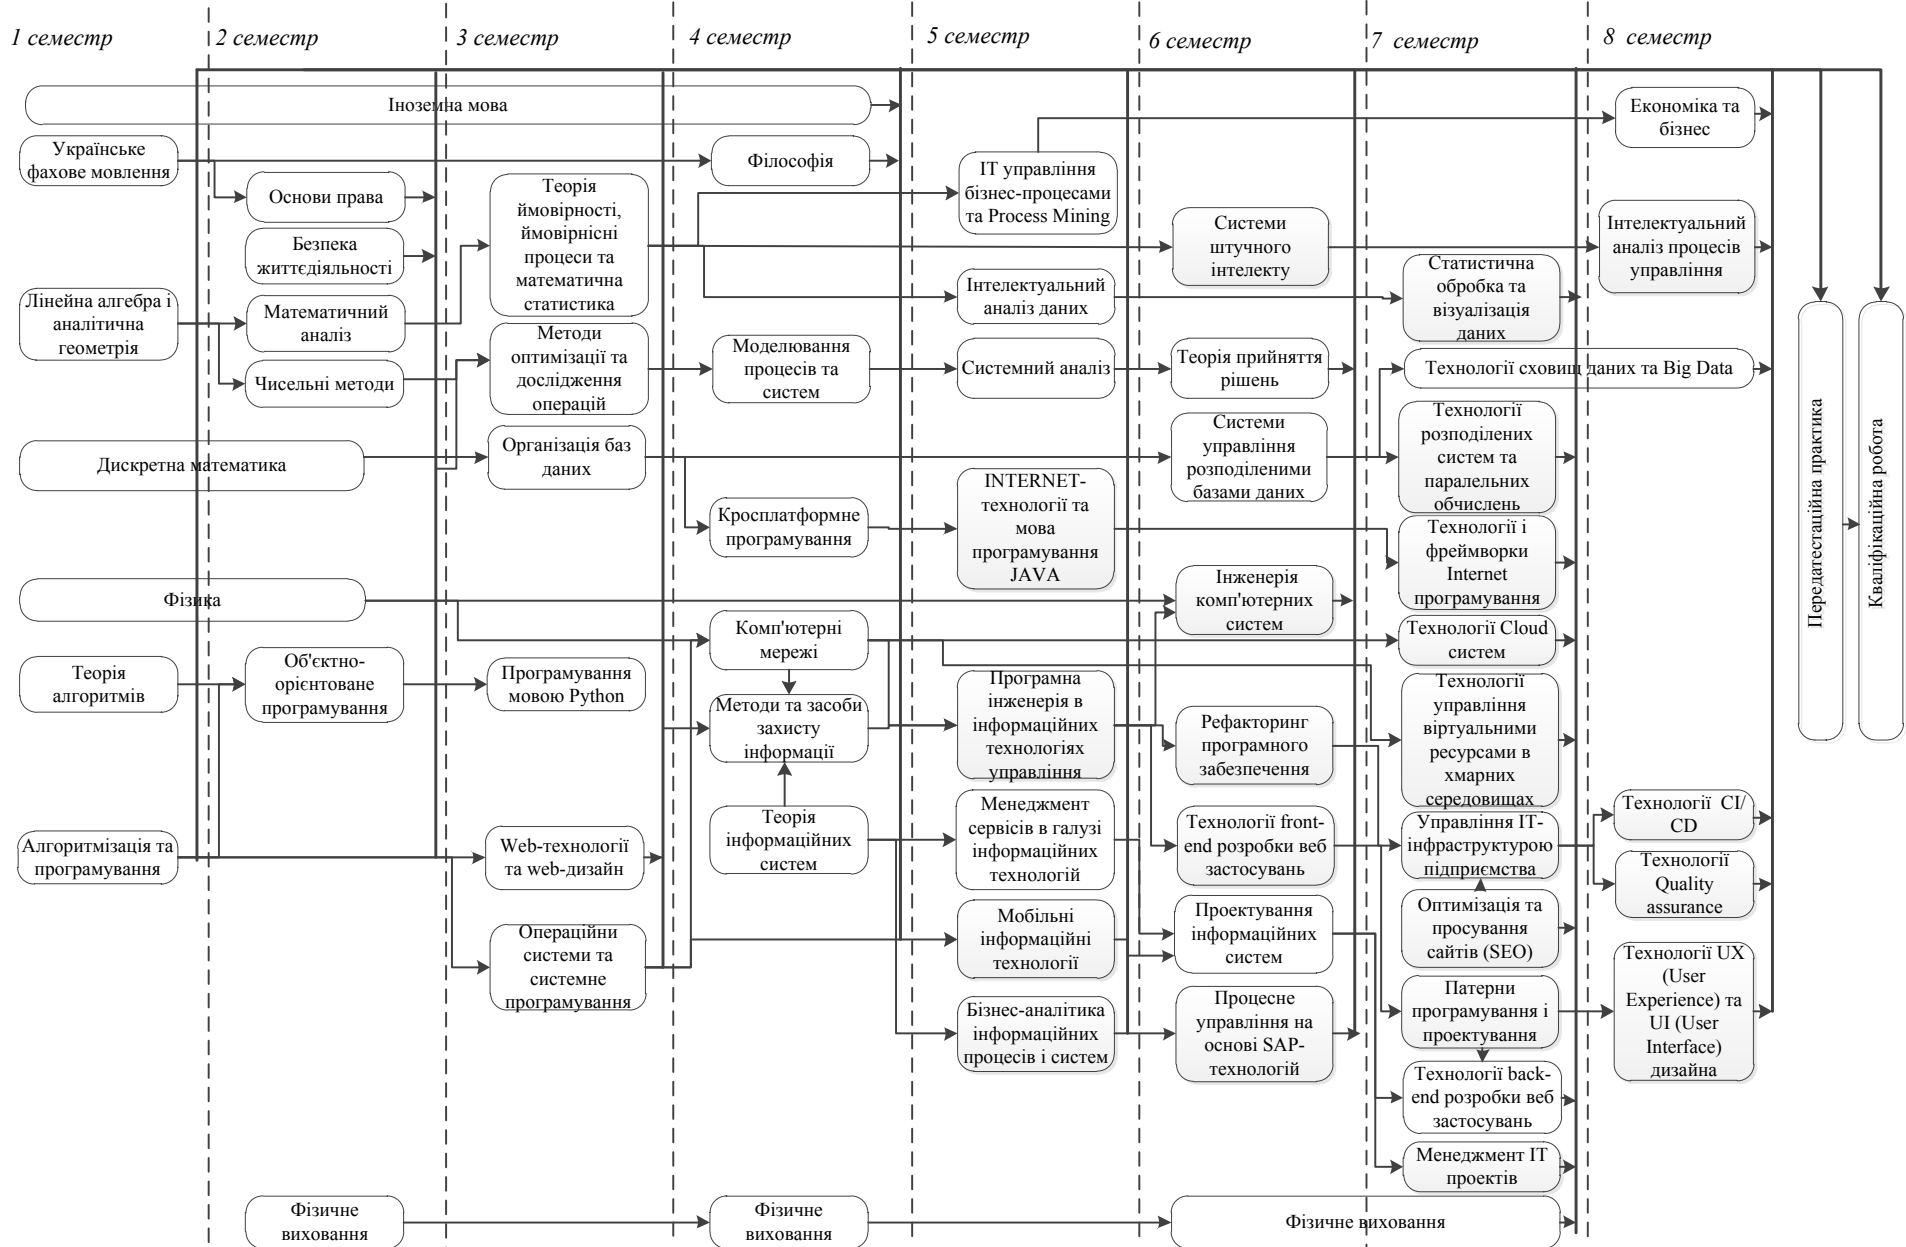 1 семестр
2 семестр
3 семестр
4 семестр
5 семестр
6 семестр
7 семестр
8 семестр
Іноземна мова
Українське
фахове мовлення
Лінейна алгебра і
аналітична
геометрія
Дискретна математика
Фізика
Теорія
алгоритмів
Алгоритмізація та
програмування
Основи права
Безпека
життєдіяльності
Математичний
аналіз
Чисельні методи
Об'єктно-
орієнтоване
програмування
Фізичне
виховання
Теорія
ймовірності,
ймовірнісні
процеси та
математична
статистика
Методи
оптимізації та
дослідження
операцій
Організація баз
даних
Програмування
мовою Python
Web-технології
та web-дизайн
Операційни
системи та
системне
програмування
Філософія
Моделювання
процесів та
систем
Кросплатформне
програмування
Комп'ютерні
мережі
Методи та засоби
захисту
інформації
Теорія
інформаційних
систем
Фізичне
виховання
IT управління
бізнес-процесами
та Process Mining
Інтелектуальний
аналіз даних
Системний аналіз
INTERNET-
технології та
мова
програмування
JAVA
Програмна
інженерія в
інформаційних
технологіях
управління
Менеджмент
сервісів в галузі
інформаційних
технологій
Мобільні
інформаційні
технології
Бізнес-аналітика
інформаційних
процесів і систем
Системи
штучного
інтелекту
Теорія прийняття
рішень
Системи
управління
розподіленими
базами даних
Інженерія
комп'ютерних
систем
Рефакторинг
програмного
забезпечення
Технології front-
end розробки веб
застосувань
Проектування
інформаційних
систем
Процесне
управління на
основі SAP-
технологій
Фізичне виховання
Статистична
обробка та
візуалізація
даних
Технології сховищ даних та Big Data
Технології
розподілених
систем та
паралельних
обчислень
Технології і
фреймворки
Internet
програмування
Технології Cloud
систем
Технології
управління
віртуальними
ресурсами в
хмарних
середовищах
Управління IT-
інфраструктурою
підприємства
Оптимізація та
просування
сайтів (SEO)
Патерни
програмування і
проектування
Технології back-
end розробки веб
застосувань
Менеджмент IT
проектів
Економіка та
бізнес
Інтелектуальний
аналіз процесів
управління
Технології CI/
CD
Технології
Quality
assurance
Технології UX
(User
Experience) та
UI (User
Interface)
дизайна
Передатестаційна практика
Кваліфікаційна робота